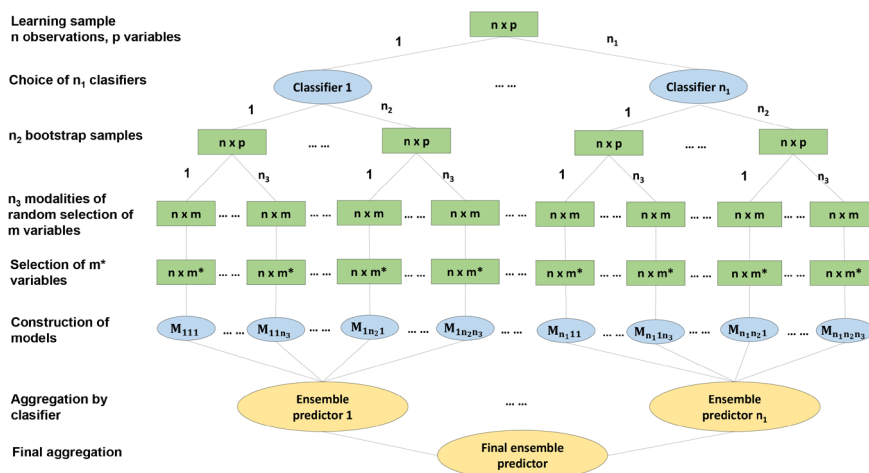 Learning sample
n observations, p variables
n x p
1
n₁
Choice of n₁ clasifiers
Classifier 1
... ...
Classifier n₁
1
n₂
1
n₂
n₂ bootstrap samples
n x p
... ...
n x p
n x p
... ...
n x p
1
n₃
1
n₃
1
n₃
1
n₃
n₃ modalities of
random selection of
m variables
n x m ... ... n x m ... ... n x m ... ... n x m ... ... n x m ... ... n x m ... ... n x m ... ... n x m
Selection of m*
variables
n x m* ... ... n x m* ... ... n x m* ... ... n x m* ... ... n x m* ... ... n x m* ... ... n x m* ... ... n x m*
Construction of
models
M₁₁₁ ... ... M₁₁ₙ₃ ... ... M₁ₙ₂₁ ... ... M₁ₙ₂ₙ₃ ... ... Mₙ₁₁₁ ... ... Mₙ₁₁ₙ₃ ... ... Mₙ₁ₙ₂₁ ... ... Mₙ₁ₙ₂ₙ₃
Aggregation by
clasifier
Ensemble
predictor 1
... ...
Ensemble
predictor n₁
Final aggregation
Final ensemble
predictor